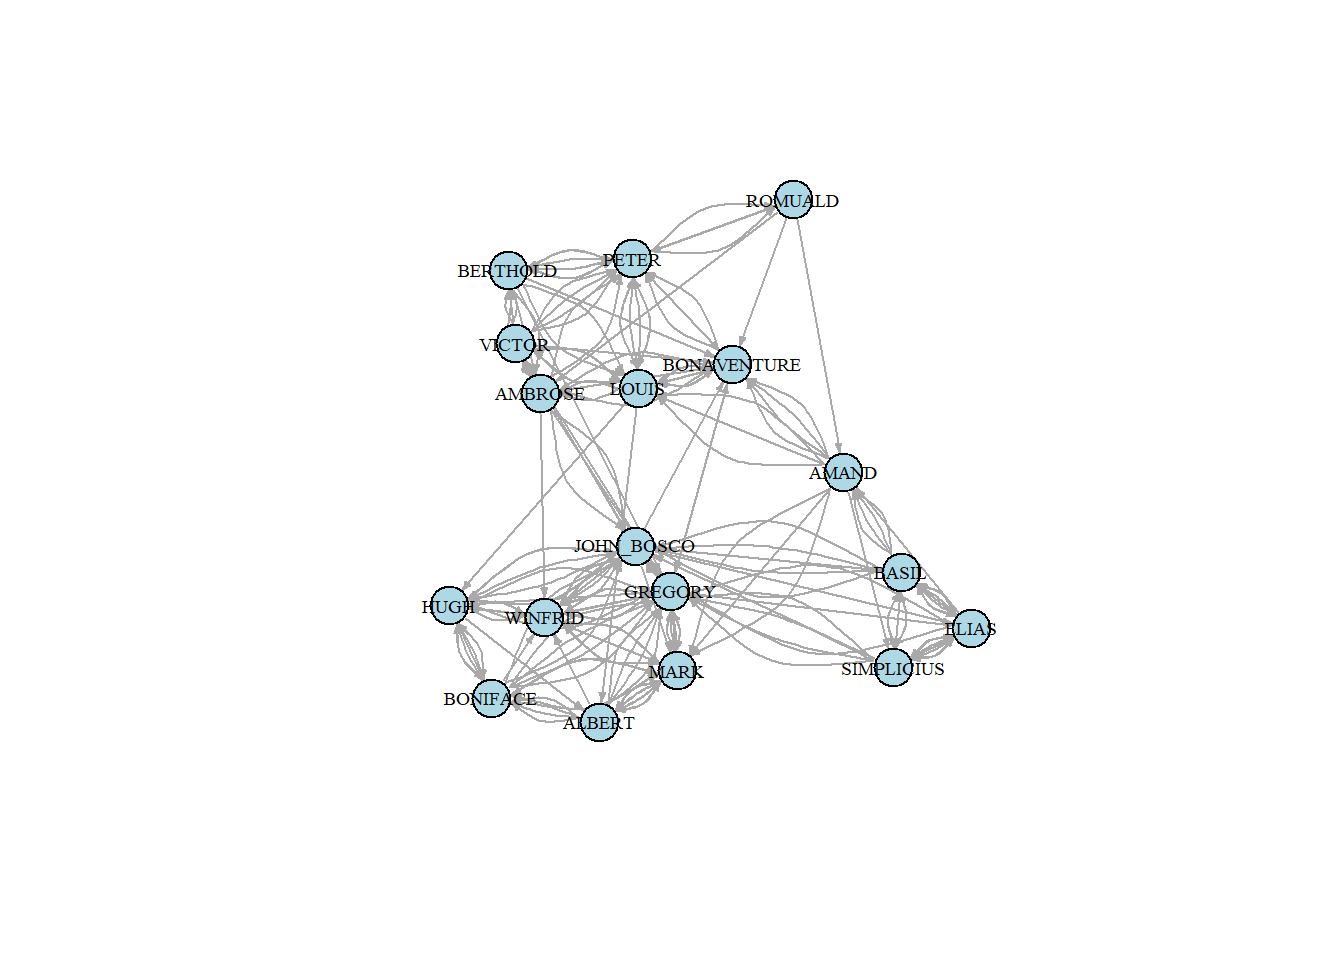 ROMUALD
PETER
BERTHOLD
VICTOR
BONAVENTURE
LOUIS
AMBROSE
AMAND
JOHN_BOSCO
BASIL
GREGORY
HUGH
WINFRID
ELIAS
SIMPLICIUS
MARK
BONIFACE
ALBERT